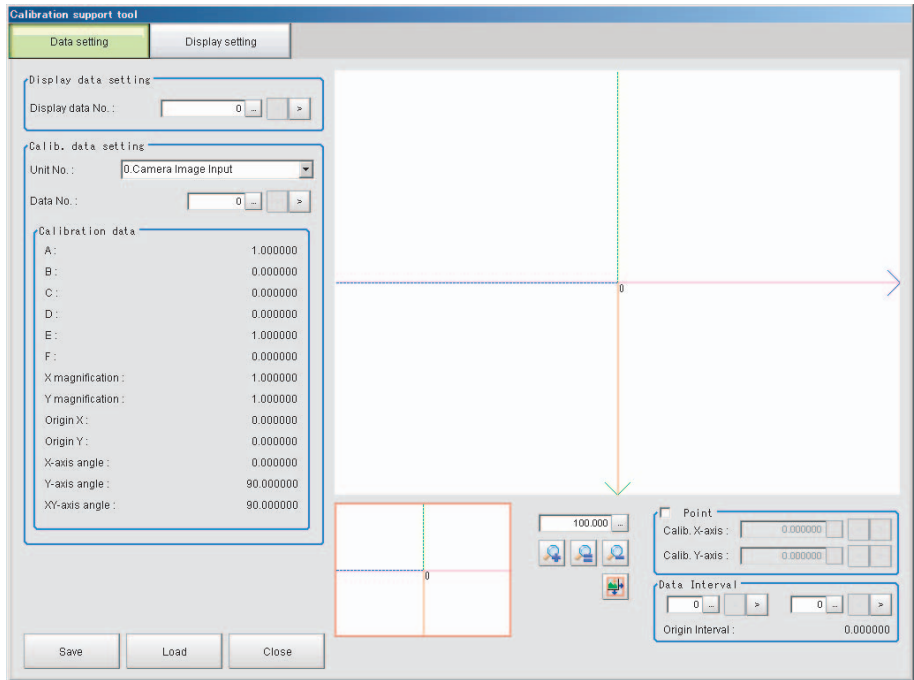 Calibration support tool
Data setting
Display setting
Display data setting
Display data No. : 0 ... >
Calib. data setting
Unit No. : 0.Camera Image Input
Data No. : 0 ... >
Calibration data
A : 1.000000
B : 0.000000
C : 0.000000
D : 0.000000
E : 1.000000
F : 0.000000
X magnification : 1.000000
Y magnification : 1.000000
Origin X : 0.000000
Origin Y : 0.000000
X-axis angle : 0.000000
Y-axis angle : 90.000000
XY-axis angle : 90.000000
Save
Load
Close
0
0
100.000 ...
Point
Calib. X-axis : 0.000000
Calib. Y-axis : 0.000000
Data Interval
0 ... > 0 ... >
Origin Interval : 0.000000